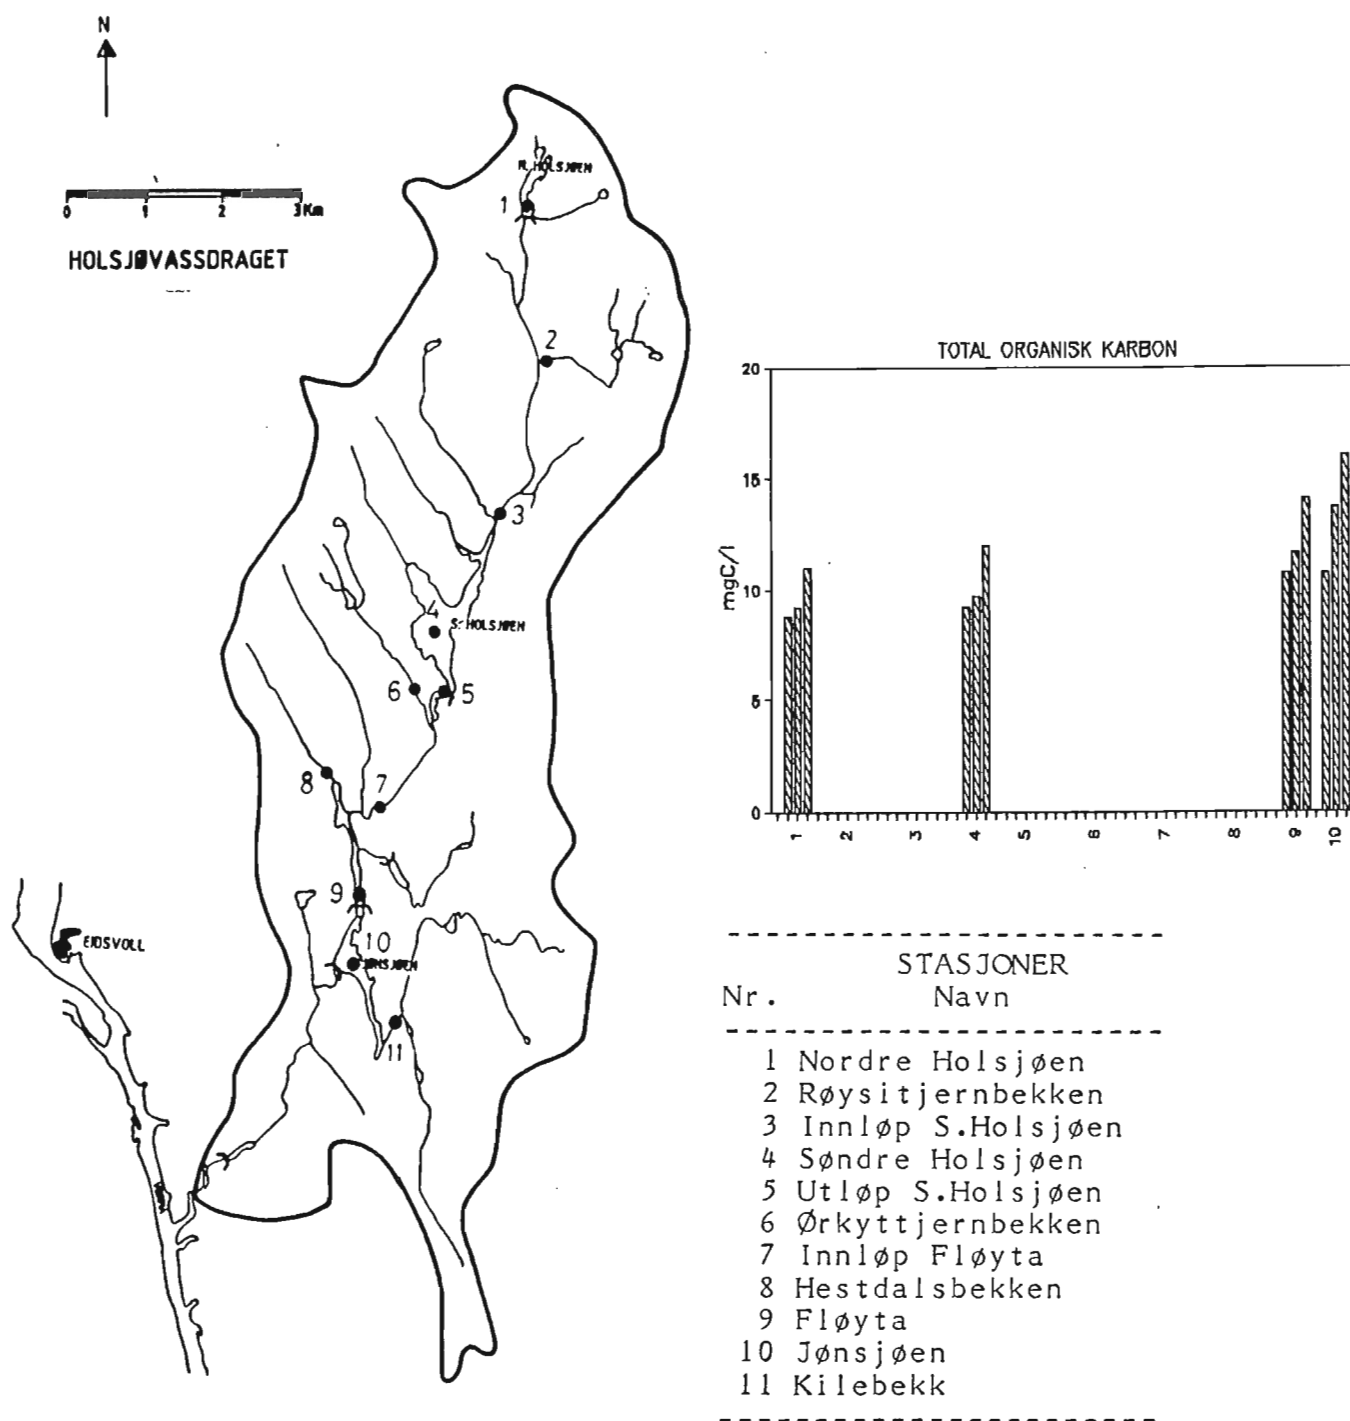 N
0 1 2 3 Km
HOLSJØVASSDRAGET
N. HOLSJØEN
1
2
3
4
S. HOLSJØEN
5
6
7
8
9
10
JØNSJØEN
11
EIDSVOLL
TOTAL ORGANISK KARBON
20
15
10
5
0
mgC/l
1 2 3 4 5 6 7 8 9 10
STASJONER
Nr. Navn
1 Nordre Holsjøen
2 Røysitjernbekken
3 Innløp S.Holsjøen
4 Søndre Holsjøen
5 Utløp S.Holsjøen
6 Ørkyttjernbekken
7 Innløp Fløyta
8 Hestdalsbekken
9 Fløyta
10 Jønsjøen
11 Kilebekk